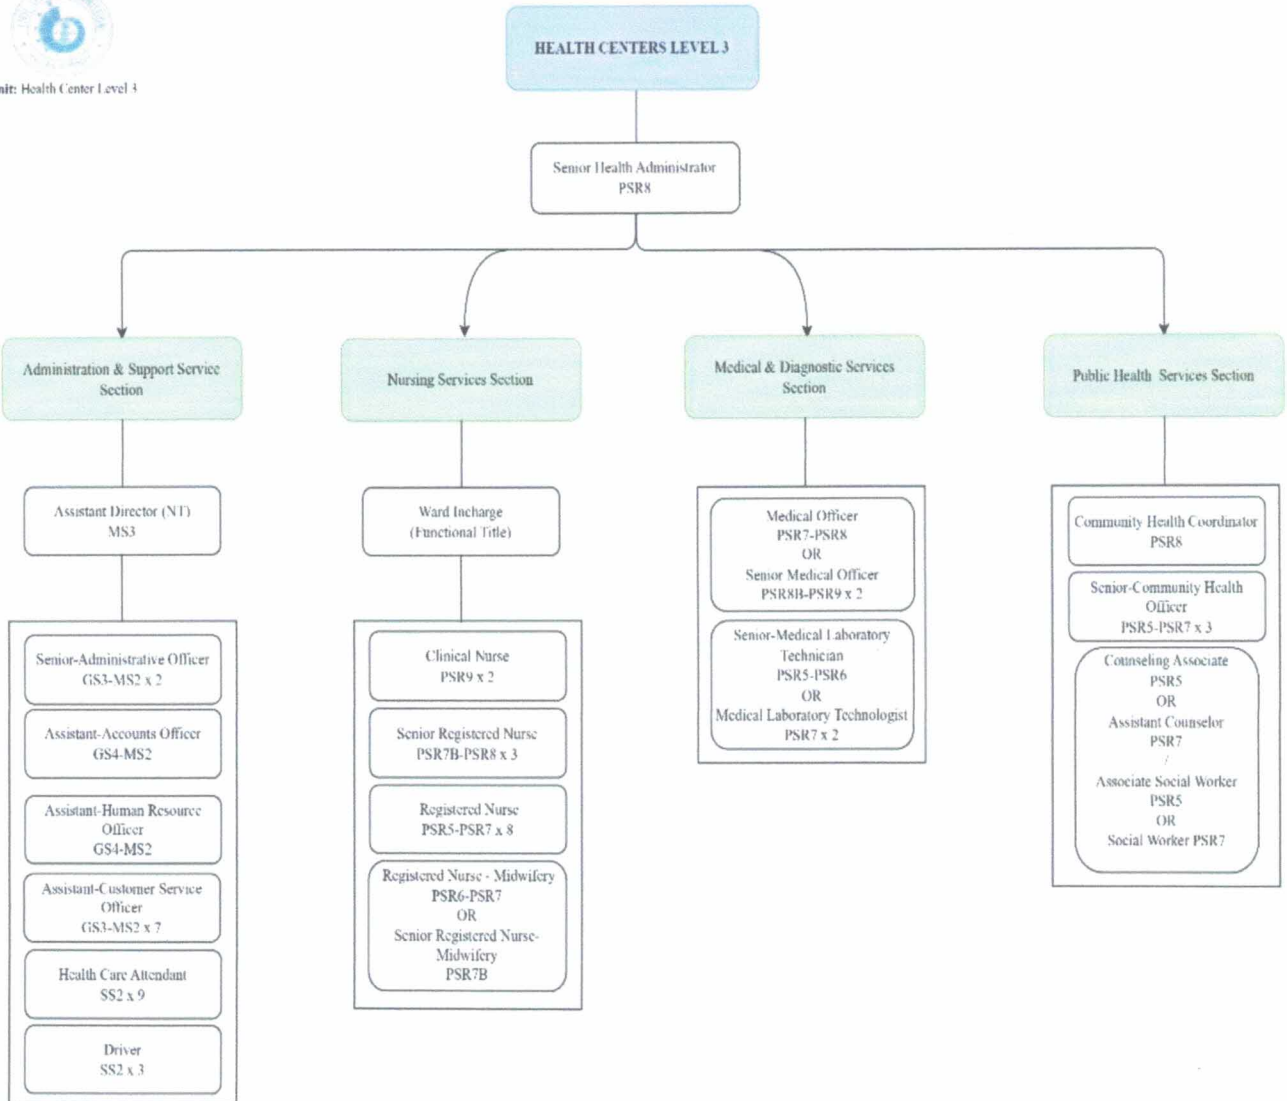 nit: Health Center Level 3
HEALTH CENTERS LEVEL 3
Senior Health Administrator
PSR8
Administration & Support Service
Section
Assistant Director (NT)
MS3
Senior-Administrative Officer
GS3-MS2 x 2
Assistant-Accounts Officer
GS4-MS2
Assistant-Human Resource
Officer
GS4-MS2
Assistant-Customer Service
Officer
GS3-MS2 x 7
Health Care Attendant
SS2 x 9
Driver
SS2 x 3
Nursing Services Section
Ward Incharge
(Functional Title)
Clinical Nurse
PSR9 x 2
Senior Registered Nurse
PSR7B-PSR8 x 3
Registered Nurse
PSR5-PSR7 x 8
Registered Nurse - Midwifery
PSR6-PSR7
OR
Senior Registered Nurse-
Midwifery
PSR7B
Medical & Diagnostic Services
Section
Medical Officer
PSR7-PSR8
OR
Senior Medical Officer
PSR8B-PSR9 x 2
Senior-Medical Laboratory
Technician
PSR5-PSR6
OR
Medical Laboratory Technologist
PSR7 x 2
Public Health Services Section
Community Health Coordinator
PSR8
Senior-Community Health
Officer
PSR5-PSR7 x 3
Counseling Associate
PSR5
OR
Assistant Counselor
PSR7
/
Associate Social Worker
PSR5
OR
Social Worker PSR7